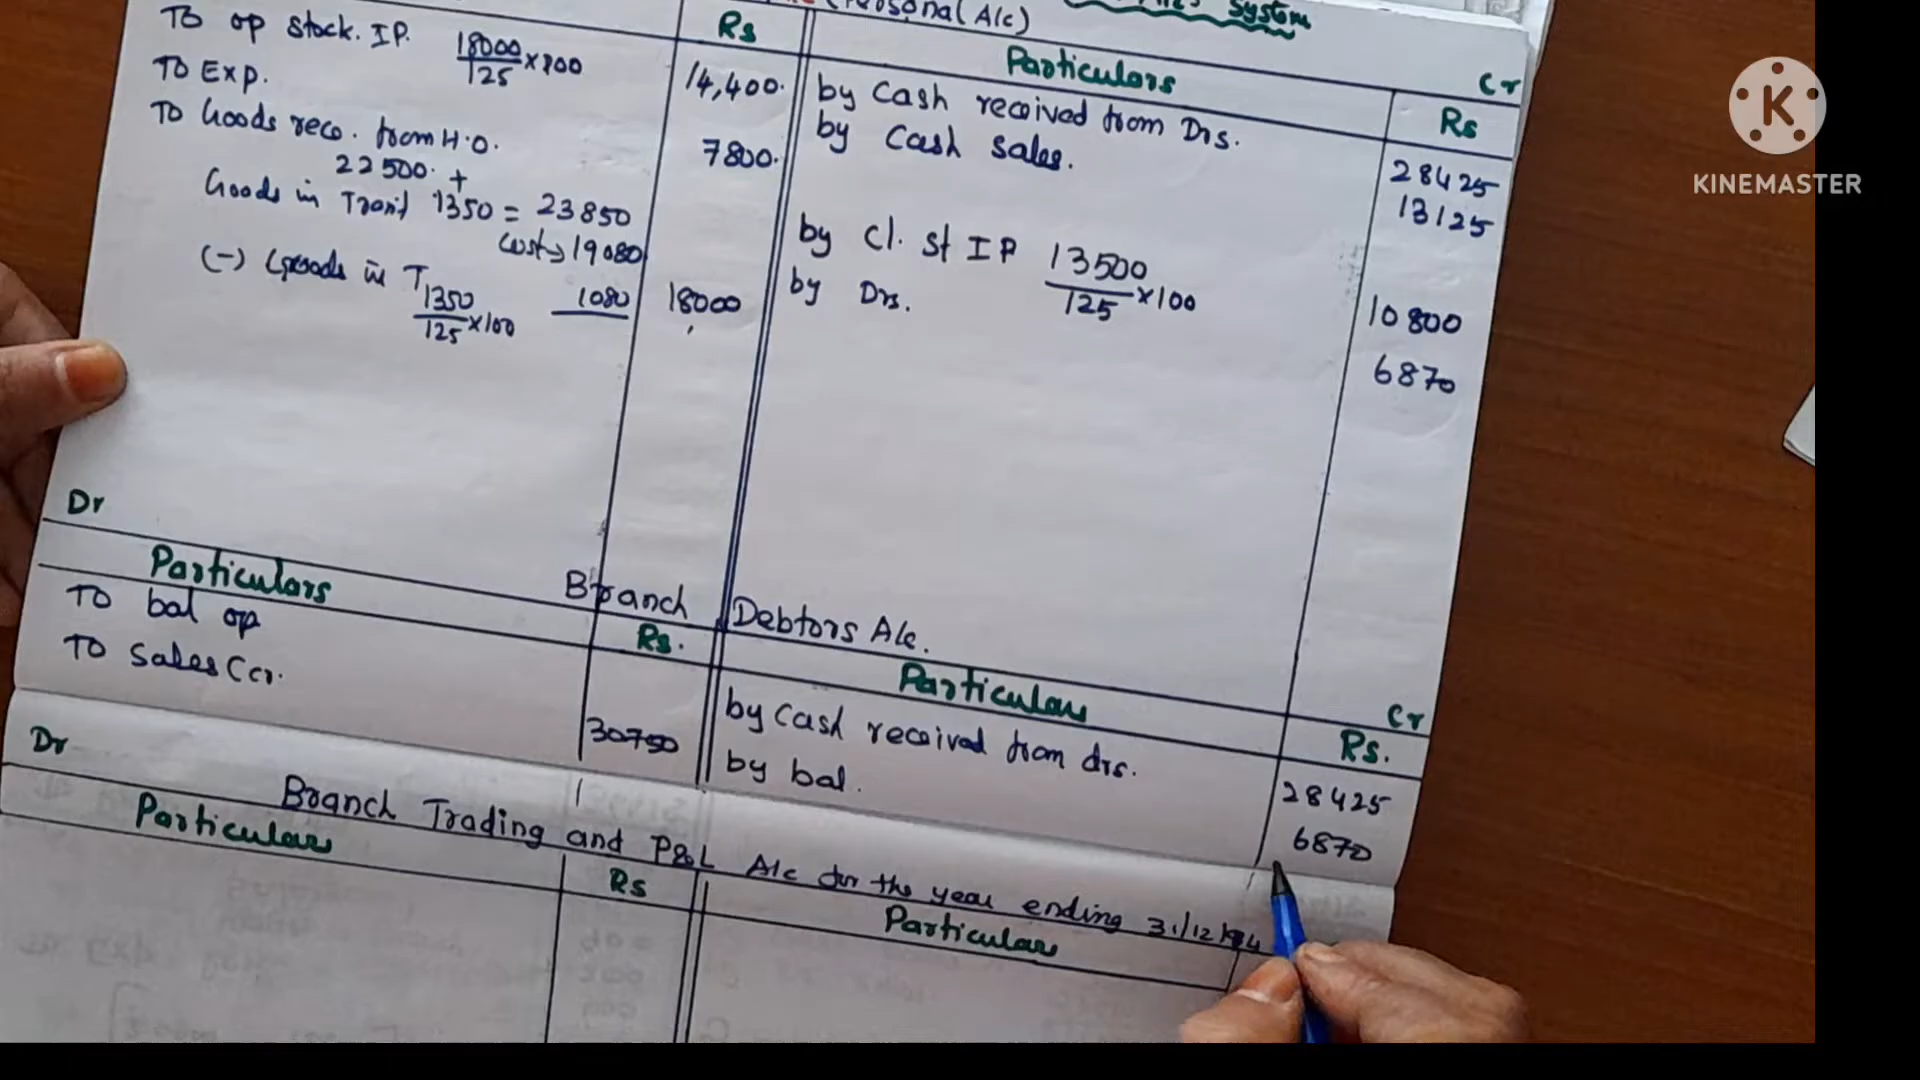 System
(Personal A/c)
Rs
Particulars
Cr
Rs
To op stock. IP. 18000/125 x 100
14,400.
To Exp.
7800.
To Goods recd. from H.O.
22500. +
Goods in Transit 1350 = 23850
cost → 19080
(-) Goods in T 1350/125 x 100
1080
18000
by Cash received from Drs.
28425
by Cash sales.
13125
by Cl. st IP 13500/125 x 100
10800
by Drs.
6870
Dr
Branch Debtors A/c.
Cr
Particulars
Rs.
Particulars
Rs.
To bal op
To Sales (cr.
30750
by Cash received from drs.
28425
by bal.
6870
Dr
Branch Trading and P&L A/c for the year ending 31/12/94
Particulars
Rs
Particulars
K
KINEMASTER